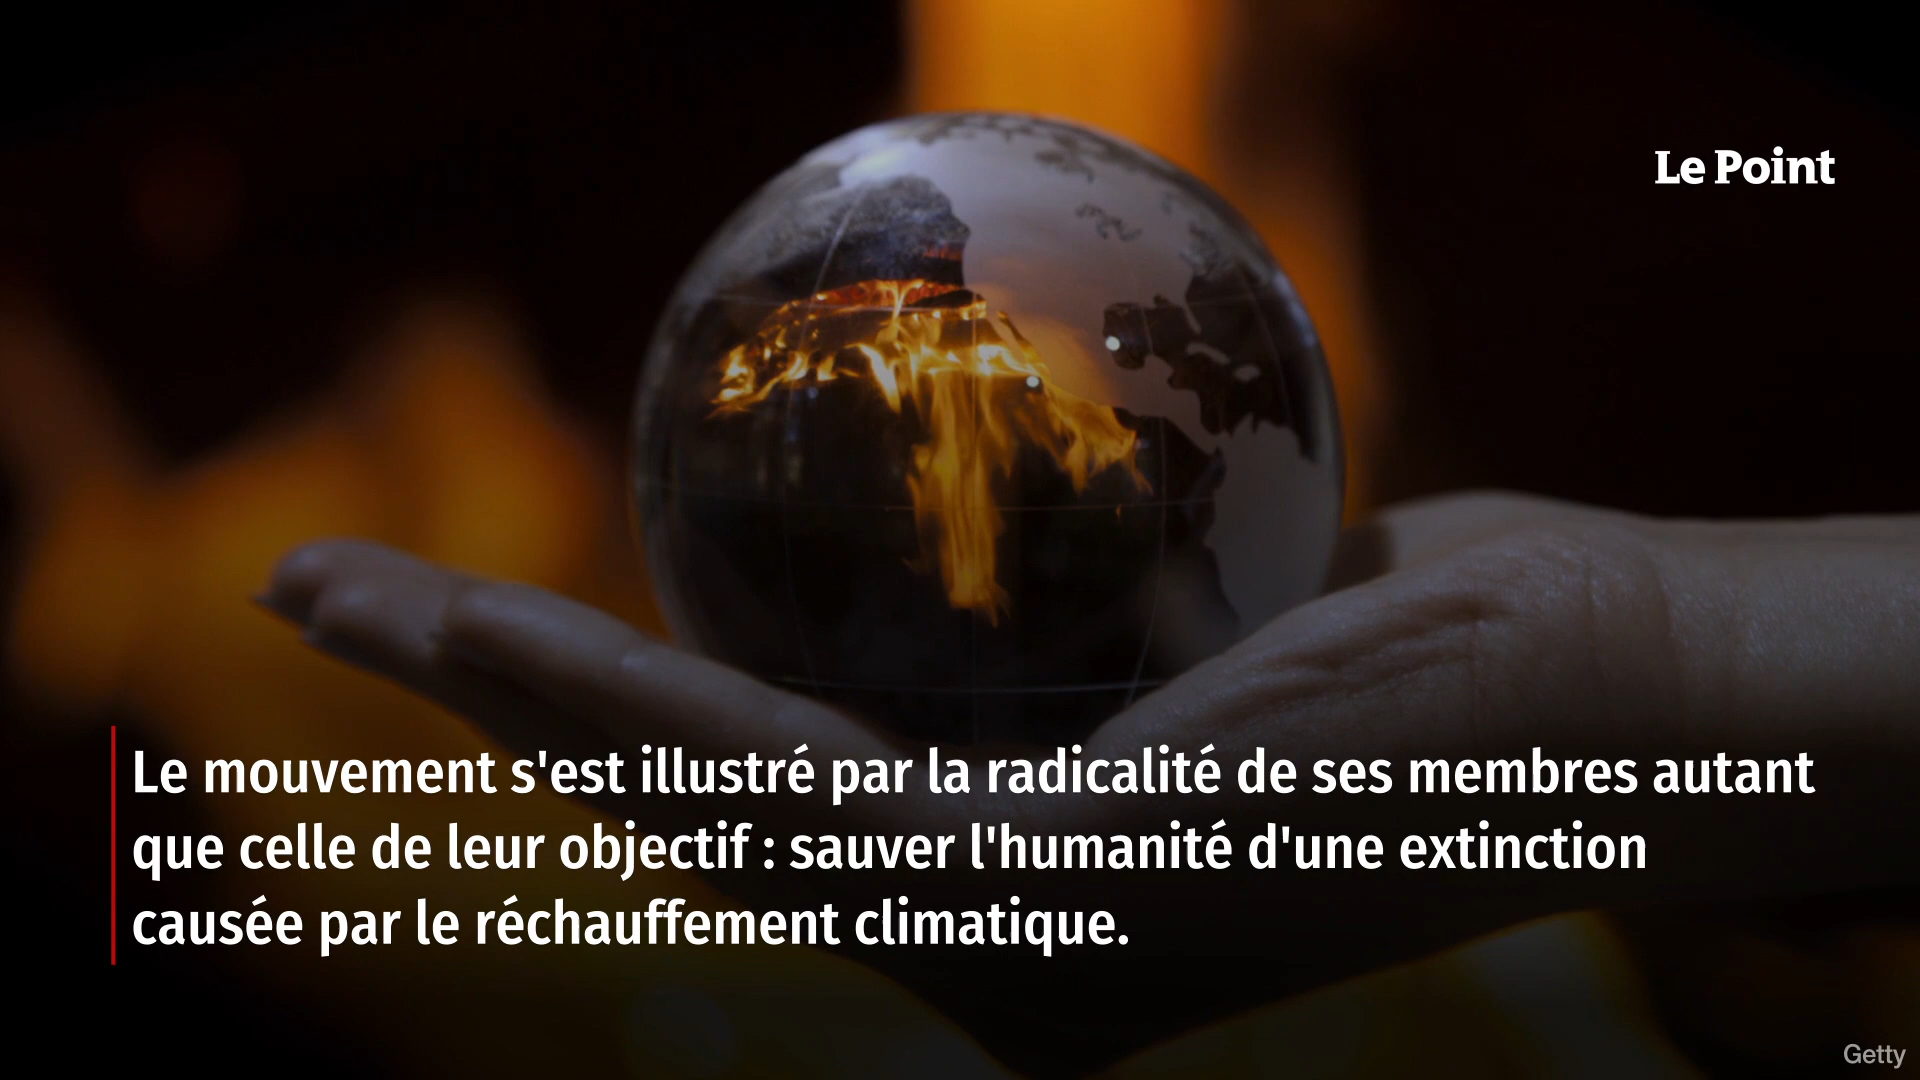 Le Point
Le mouvement s'est illustré par la radicalité de ses membres autant
que celle de leur objectif : sauver l'humanité d'une extinction
causée par le réchauffement climatique.
Getty